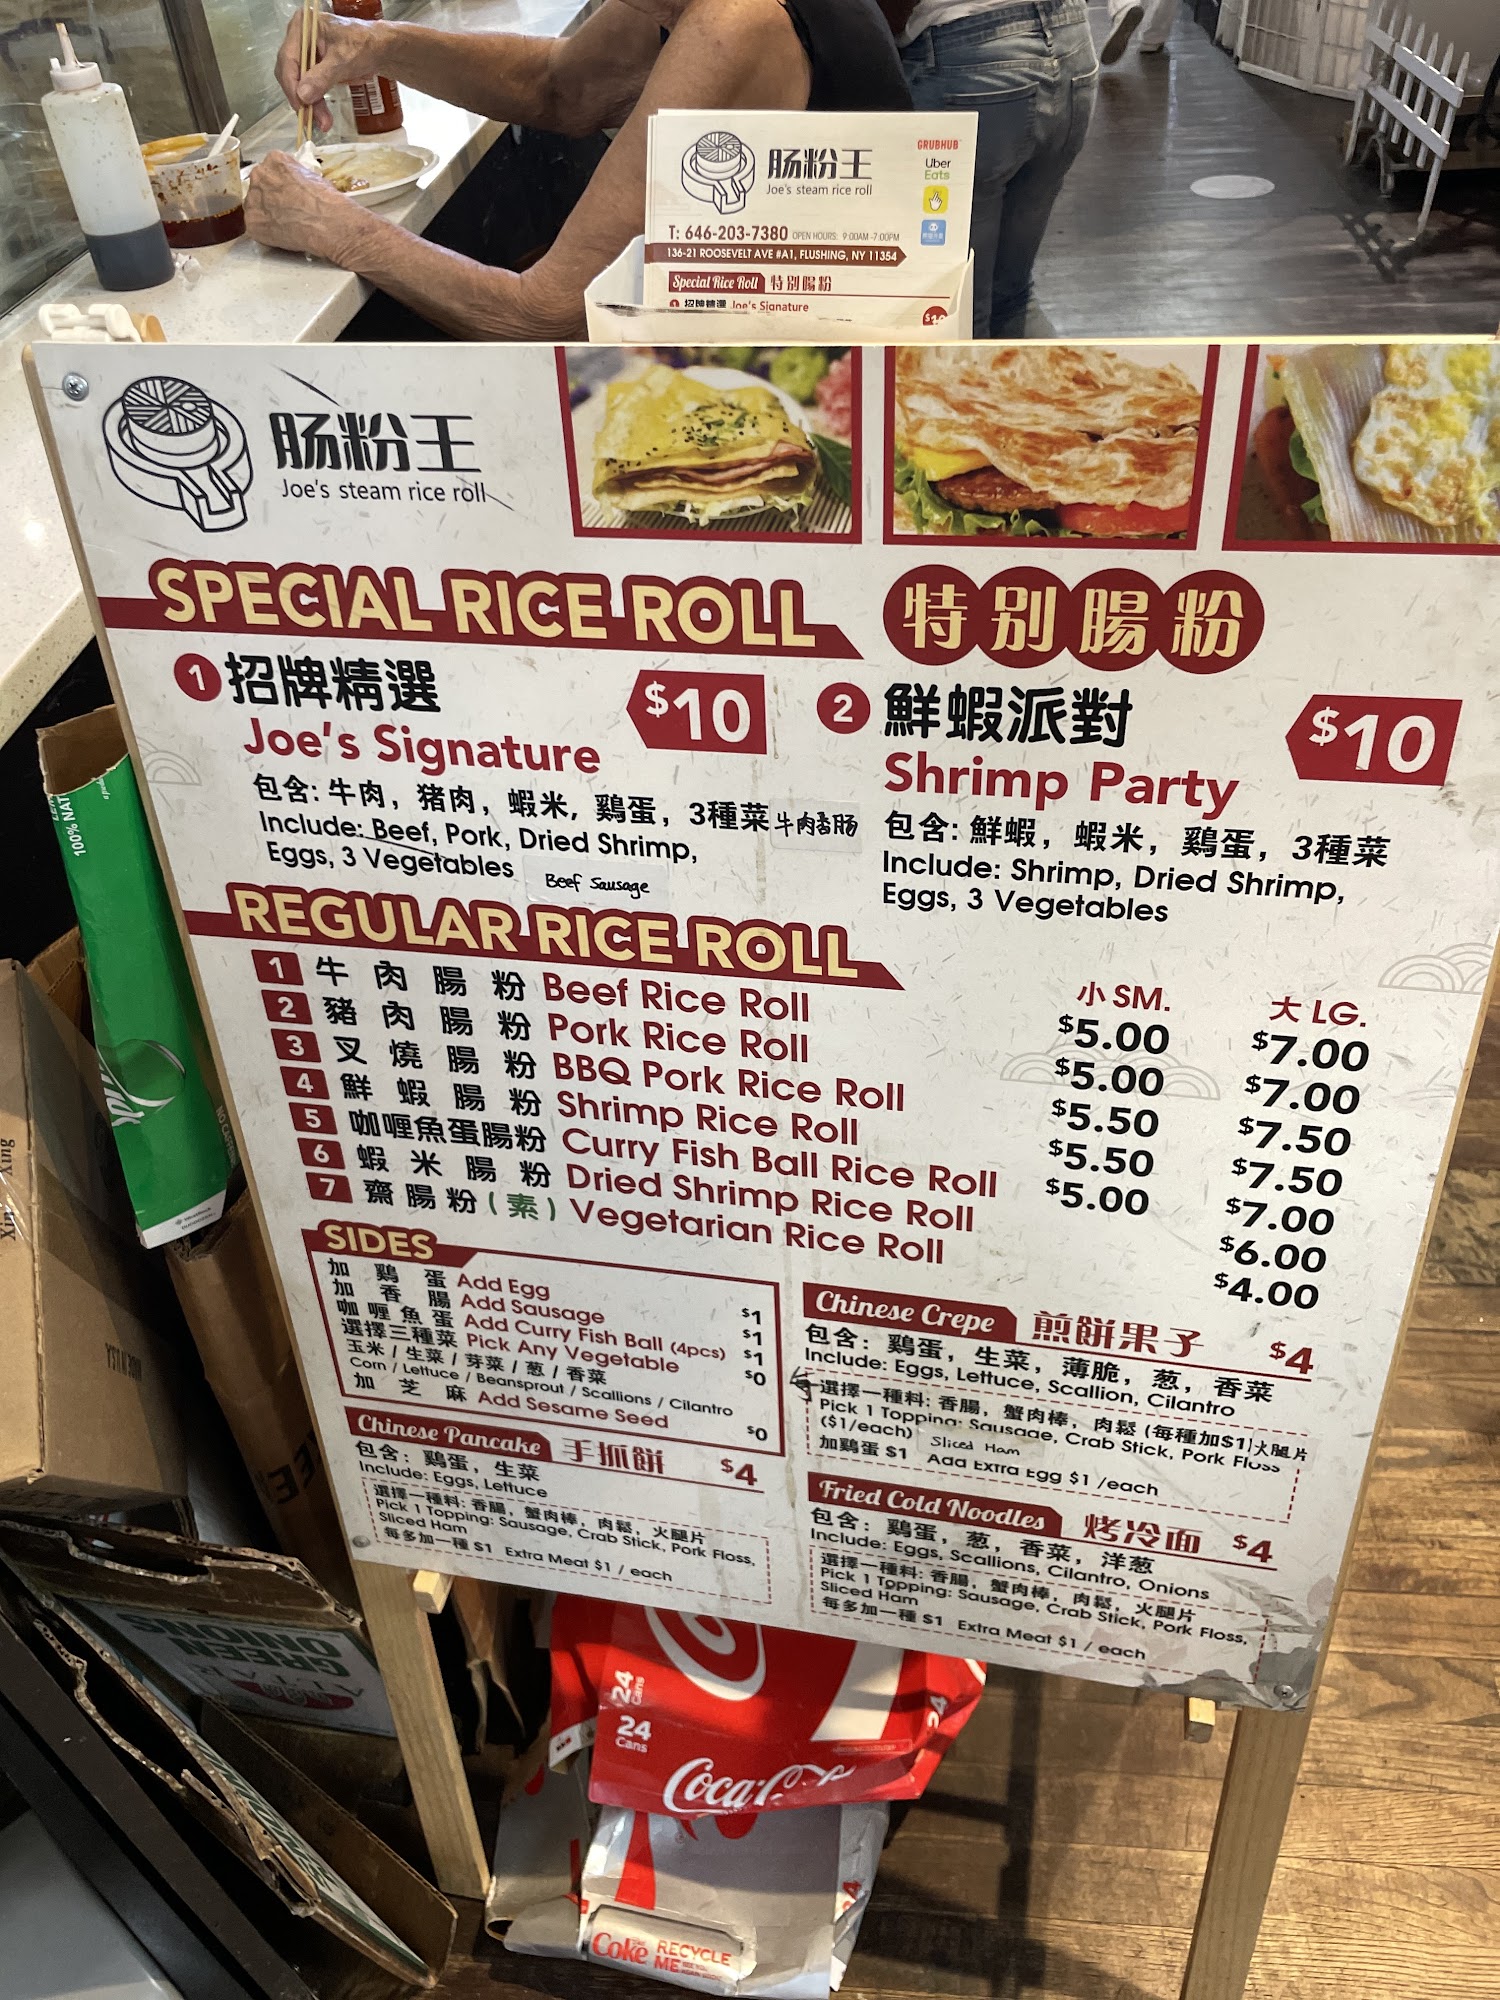 肠粉王
Joe's steam rice roll
GRUBHUB
Uber
Eats
T: 646-203-7380 OPEN HOURS: 9:00AM -7:00PM
136-21 ROOSEVELT AVE #A1, FLUSHING, NY 11354
Special Rice Roll 特別腸粉
招牌精選 Joe's Signature
$10
肠粉王
Joe's steam rice roll
SPECIAL RICE ROLL 特別腸粉
1 招牌精選 $10
Joe's Signature
包含: 牛肉, 豬肉, 蝦米, 鷄蛋, 3種菜 牛肉香肠
Include: Beef, Pork, Dried Shrimp,
Eggs, 3 Vegetables Beef Sausage
2 鮮蝦派對 $10
Shrimp Party
包含: 鮮蝦, 蝦米, 鷄蛋, 3種菜
Include: Shrimp, Dried Shrimp,
Eggs, 3 Vegetables
REGULAR RICE ROLL
小 SM. 大 LG.
1 牛肉腸粉 Beef Rice Roll $5.00 $7.00
2 豬肉腸粉 Pork Rice Roll $5.00 $7.00
3 叉燒腸粉 BBQ Pork Rice Roll $5.50 $7.50
4 鮮蝦腸粉 Shrimp Rice Roll $5.50 $7.50
5 咖喱魚蛋腸粉 Curry Fish Ball Rice Roll $5.00 $7.00
6 蝦米腸粉 Dried Shrimp Rice Roll $6.00
7 齋腸粉 (素) Vegetarian Rice Roll $4.00
SIDES
加鷄蛋 Add Egg $1
加香腸 Add Sausage $1
咖喱魚蛋 Add Curry Fish Ball (4pcs) $1
選擇三種菜 Pick Any Vegetable $0
玉米 / 生菜 / 芽菜 / 葱 / 香菜
Corn / Lettuce / Beansprout / Scallions / Cilantro
加芝麻 Add Sesame Seed $0
Chinese Pancake 手抓餅 $4
包含: 鷄蛋, 生菜
Include: Eggs, Lettuce
選擇一種料: 香腸, 蟹肉棒, 肉鬆, 火腿片
Pick 1 Topping: Sausage, Crab Stick, Pork Floss,
Sliced Ham
每多加一種 $1 Extra Meat $1 / each
Chinese Crepe 煎餅果子 $4
包含: 鷄蛋, 生菜, 薄脆, 葱, 香菜
Include: Eggs, Lettuce, Scallion, Cilantro
選擇一種料: 香腸, 蟹肉棒, 肉鬆 (每種加$1) 火腿片
Pick 1 Topping: Sausage, Crab Stick, Pork Floss
($1/each) Sliced Ham
加鷄蛋 $1 Add Extra Egg $1 /each
Fried Cold Noodles 烤冷面 $4
包含: 鷄蛋, 葱, 香菜, 洋葱
Include: Eggs, Scallions, Cilantro, Onions
選擇一種料: 香腸, 蟹肉棒, 肉鬆, 火腿片
Pick 1 Topping: Sausage, Crab Stick, Pork Floss,
Sliced Ham
每多加一種 $1 Extra Meat $1 / each
100% NAT
Xing
GREEN
24
Cans
24
Cans
24
Coca-C
Coke RECYCLE
ME